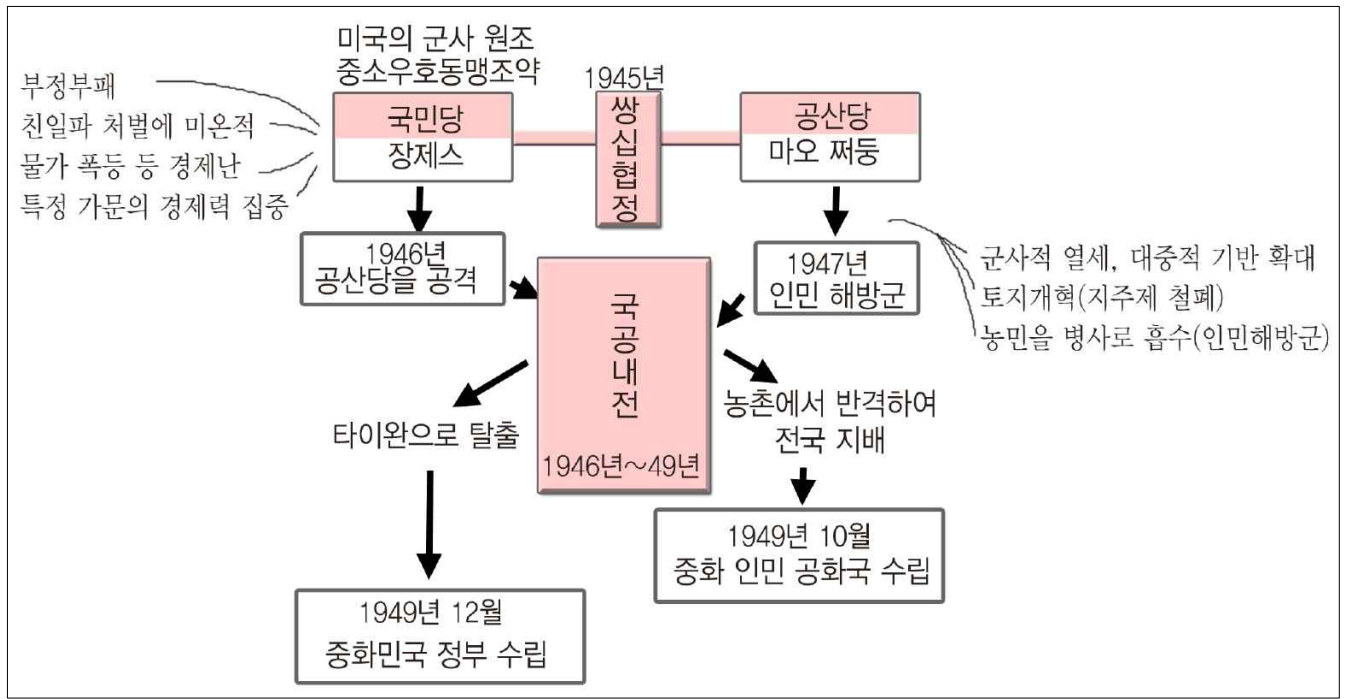 미국의 군사 원조
중소우호동맹조약
부정부패
친일파 처벌에 미온적
물가 폭등 등 경제난
특정 가문의 경제력 집중
국민당
장제스
1945년
쌍십협정
공산당
마오 쩌둥
1946년
공산당을 공격
1947년
인민 해방군
군사적 열세, 대중적 기반 확대
토지개혁(지주제 철폐)
농민을 병사로 흡수(인민해방군)
국공내전
1946년～49년
타이완으로 탈출
농촌에서 반격하여
전국 지배
1949년 10월
중화 인민 공화국 수립
1949년 12월
중화민국 정부 수립